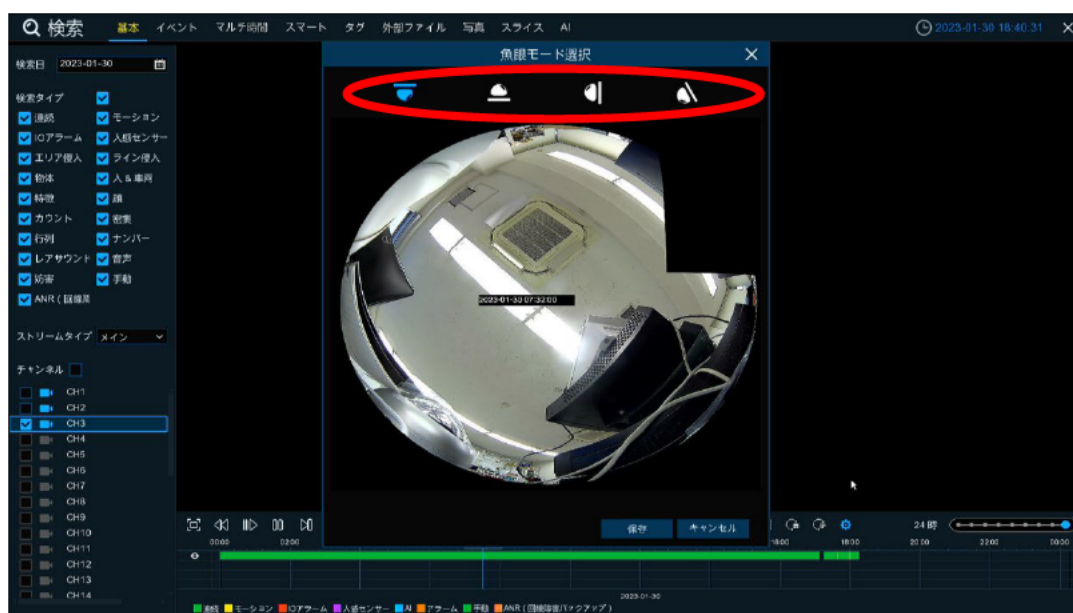 検索 基本 イベント マルチ時間 スマート タグ 外部ファイル 写真 スライス AI 2023-01-30 18:40:31
魚眼モード選択
検索日 2023-01-30
検索タイプ
連続 モーション
IOアラーム 人感センサー
エリア侵入 ライン侵入
物体 人&車両
特徴 顔
カウント 密集
行列 ナンバー
レアサウンド 音声
妨害 手動
ANR(回線
ストリームタイプ メイン
チャンネル
CH1
CH2
CH3
CH4
CH5
CH6
CH7
CH8
CH9
CH10
CH11
CH12
CH13
CH14
2023-01-30 07:32:00
保存 キャンセル
24時
00:00 02:00 16:00 18:00 20:00 22:00 00:00
2023-01-30
連続 モーション IOアラーム 人感センサー AI アラーム 手動 ANR(回線障害バックアップ)